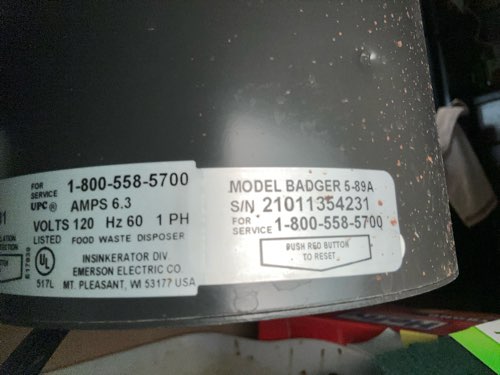 FOR SERVICE 1-800-558-5700
UPC® AMPS 6.3
VOLTS 120 Hz 60 1 PH
UL
LISTED FOOD WASTE DISPOSER
INSINKERATOR DIV.
EMERSON ELECTRIC CO.
517L MT. PLEASANT, WI 53177 USA
MODEL BADGER 5-89A
S/N 21011354231
FOR SERVICE 1-800-558-5700
PUSH RED BUTTON
TO RESET